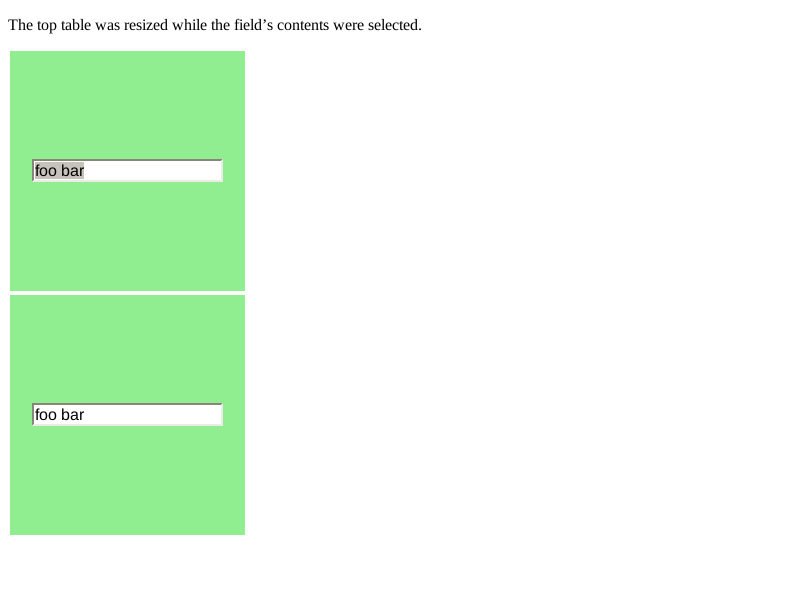 The top table was resized while the field’s contents were selected.
foo bar
foo bar